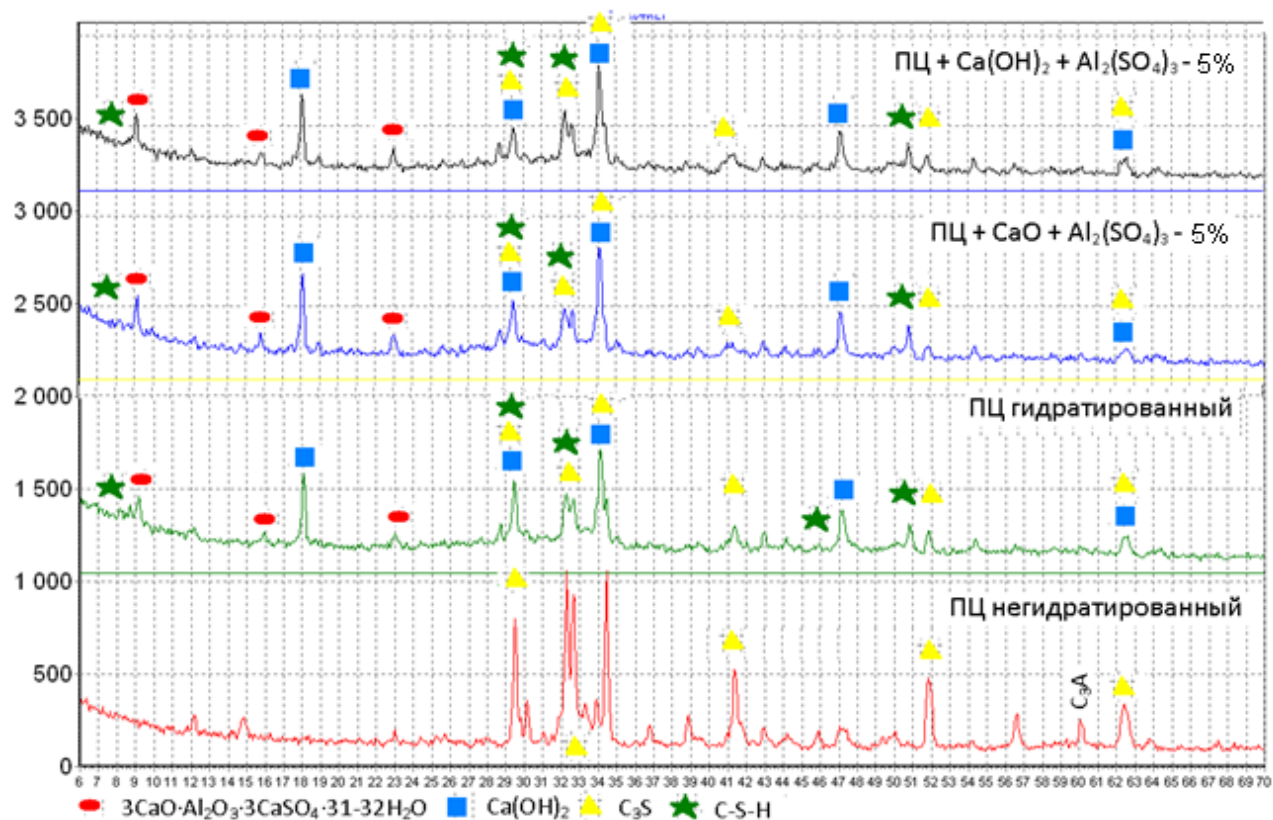 ПЦ + Ca(OH)₂ + Al₂(SO₄)₃ - 5%
3 500
3 000
ПЦ + CaO + Al₂(SO₄)₃ - 5%
2 500
2 000
ПЦ гидратированный
1 500
1 000
ПЦ негидратированный
500
C₃A
0
6 7 8 9 10 11 12 13 14 15 16 17 18 19 20 21 22 23 24 25 26 27 28 29 30 31 32 33 34 35 36 37 38 39 40 41 42 43 44 45 46 47 48 49 50 51 52 53 54 55 56 57 58 59 60 61 62 63 64 65 66 67 68 69 70
3CaO·Al₂O₃·3CaSO₄·31-32H₂O Ca(OH)₂ C₃S C-S-H